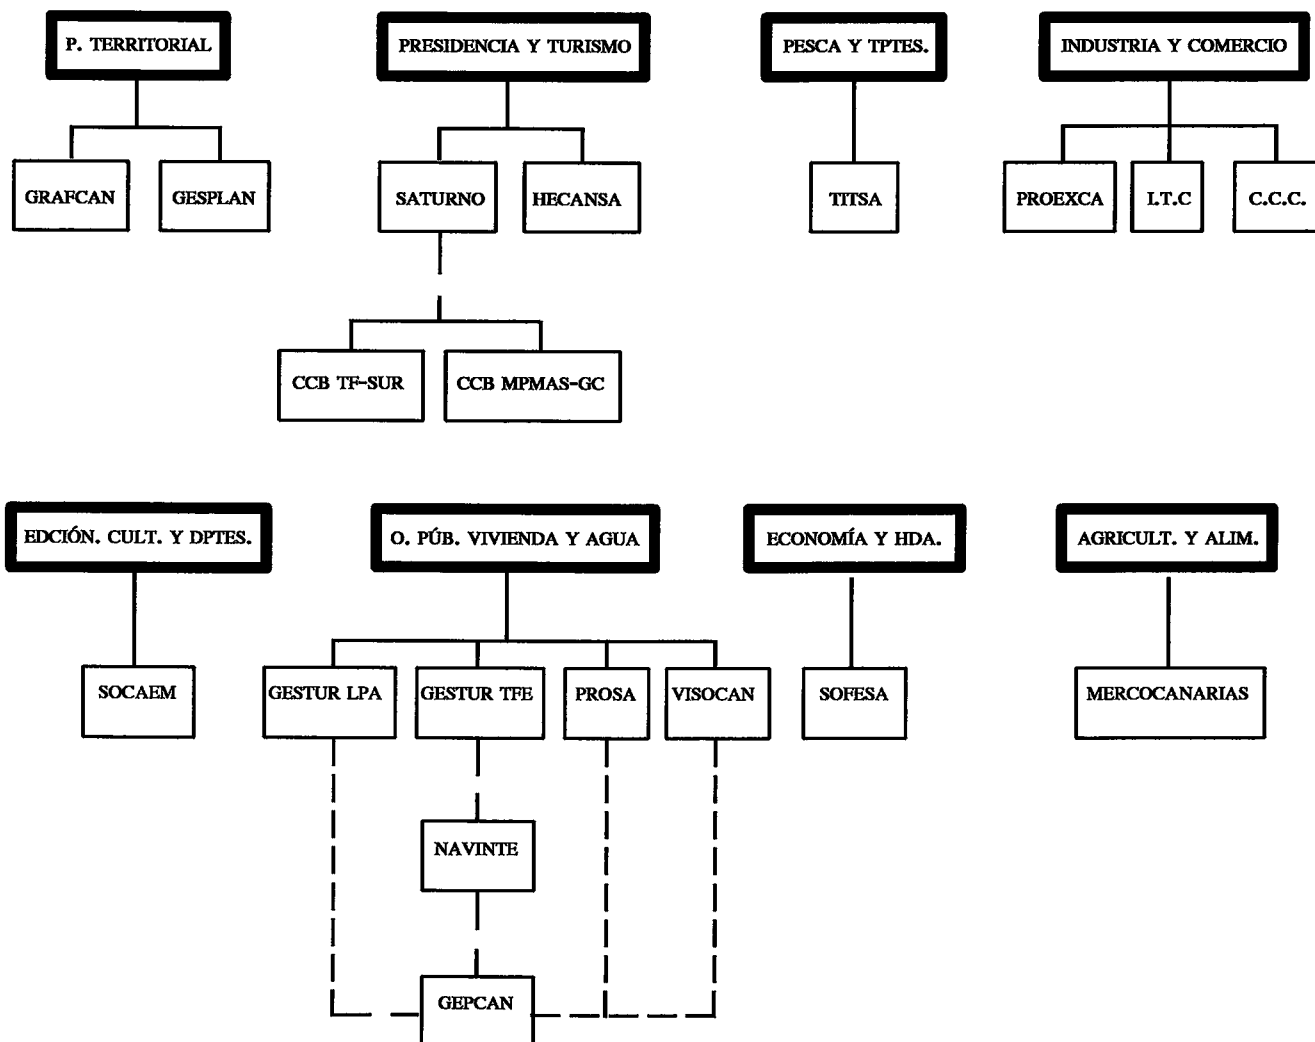 P. TERRITORIAL
PRESIDENCIA Y TURISMO
PESCA Y TPTES.
INDUSTRIA Y COMERCIO
GRAFCAN
GESPLAN
SATURNO
HECANSA
TITSA
PROEXCA
I.T.C
C.C.C.
CCB TF-SUR
CCB MPMAS-GC
EDCIÓN. CULT. Y DPTES.
O. PÚB. VIVIENDA Y AGUA
ECONOMÍA Y HDA.
AGRICULT. Y ALIM.
SOCAEM
GESTUR LPA
GESTUR TFE
PROSA
VISOCAN
SOFESA
MERCOCANARIAS
NAVINTE
GEPCAN